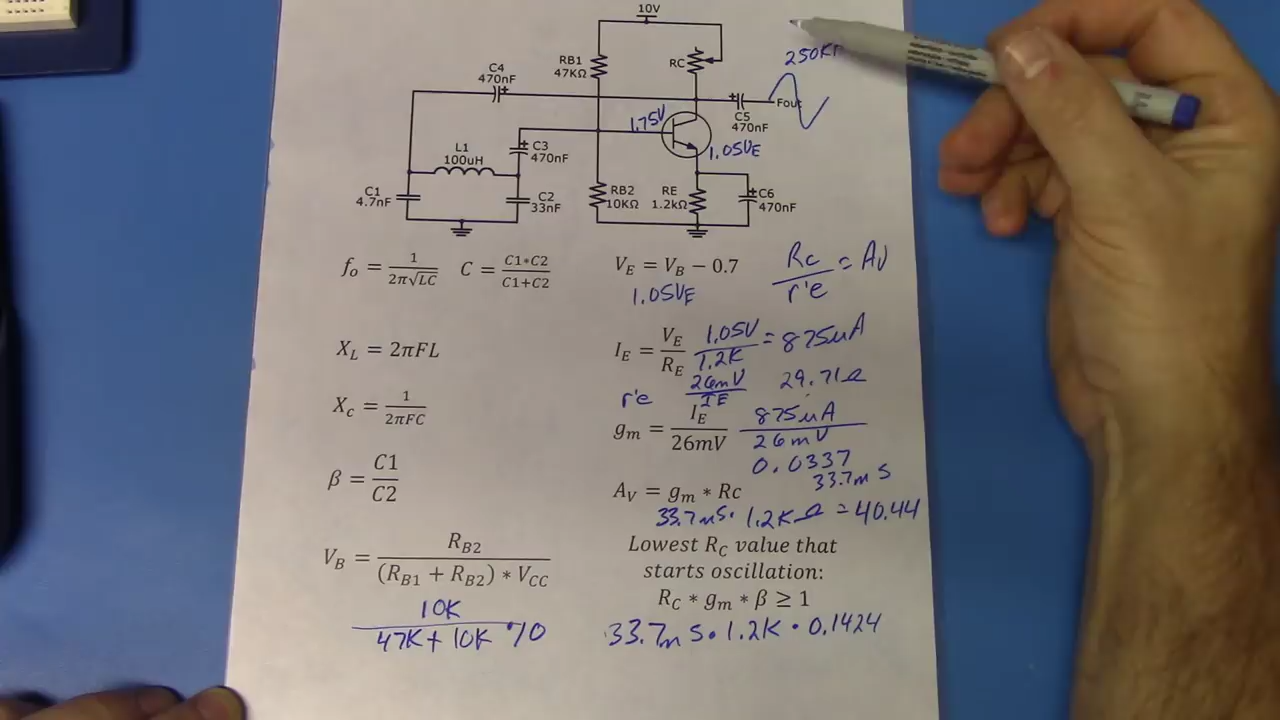 10V
RB1
47KΩ
RC
250K
C4
470nF
1.75V
Fout
C5
470nF
L1
100uH
C3
470nF
1.05VE
C1
4.7nF
C2
33nF
RB2
10KΩ
RE
1.2kΩ
C6
470nF
fo = 1 / 2π√LC C = C1*C2 / C1+C2
XL = 2πFL
Xc = 1 / 2πFC
β = C1 / C2
VB = RB2 / (RB1 + RB2) * VCC
10K
47K + 10K · 10
VE = VB − 0.7
1.05VE
Rc / r'e = AV
IE = VE / RE 1.05V / 1.2K = 875uA
r'e 26mV / IE 29.71Ω
gm = IE / 26mV 875uA / 26mV
0.0337
33.7m S
AV = gm * Rc
33.7mS · 1.2KΩ = 40.44
Lowest RC value that
starts oscillation:
RC * gm * β ≥ 1
33.7m S · 1.2K · 0.1424